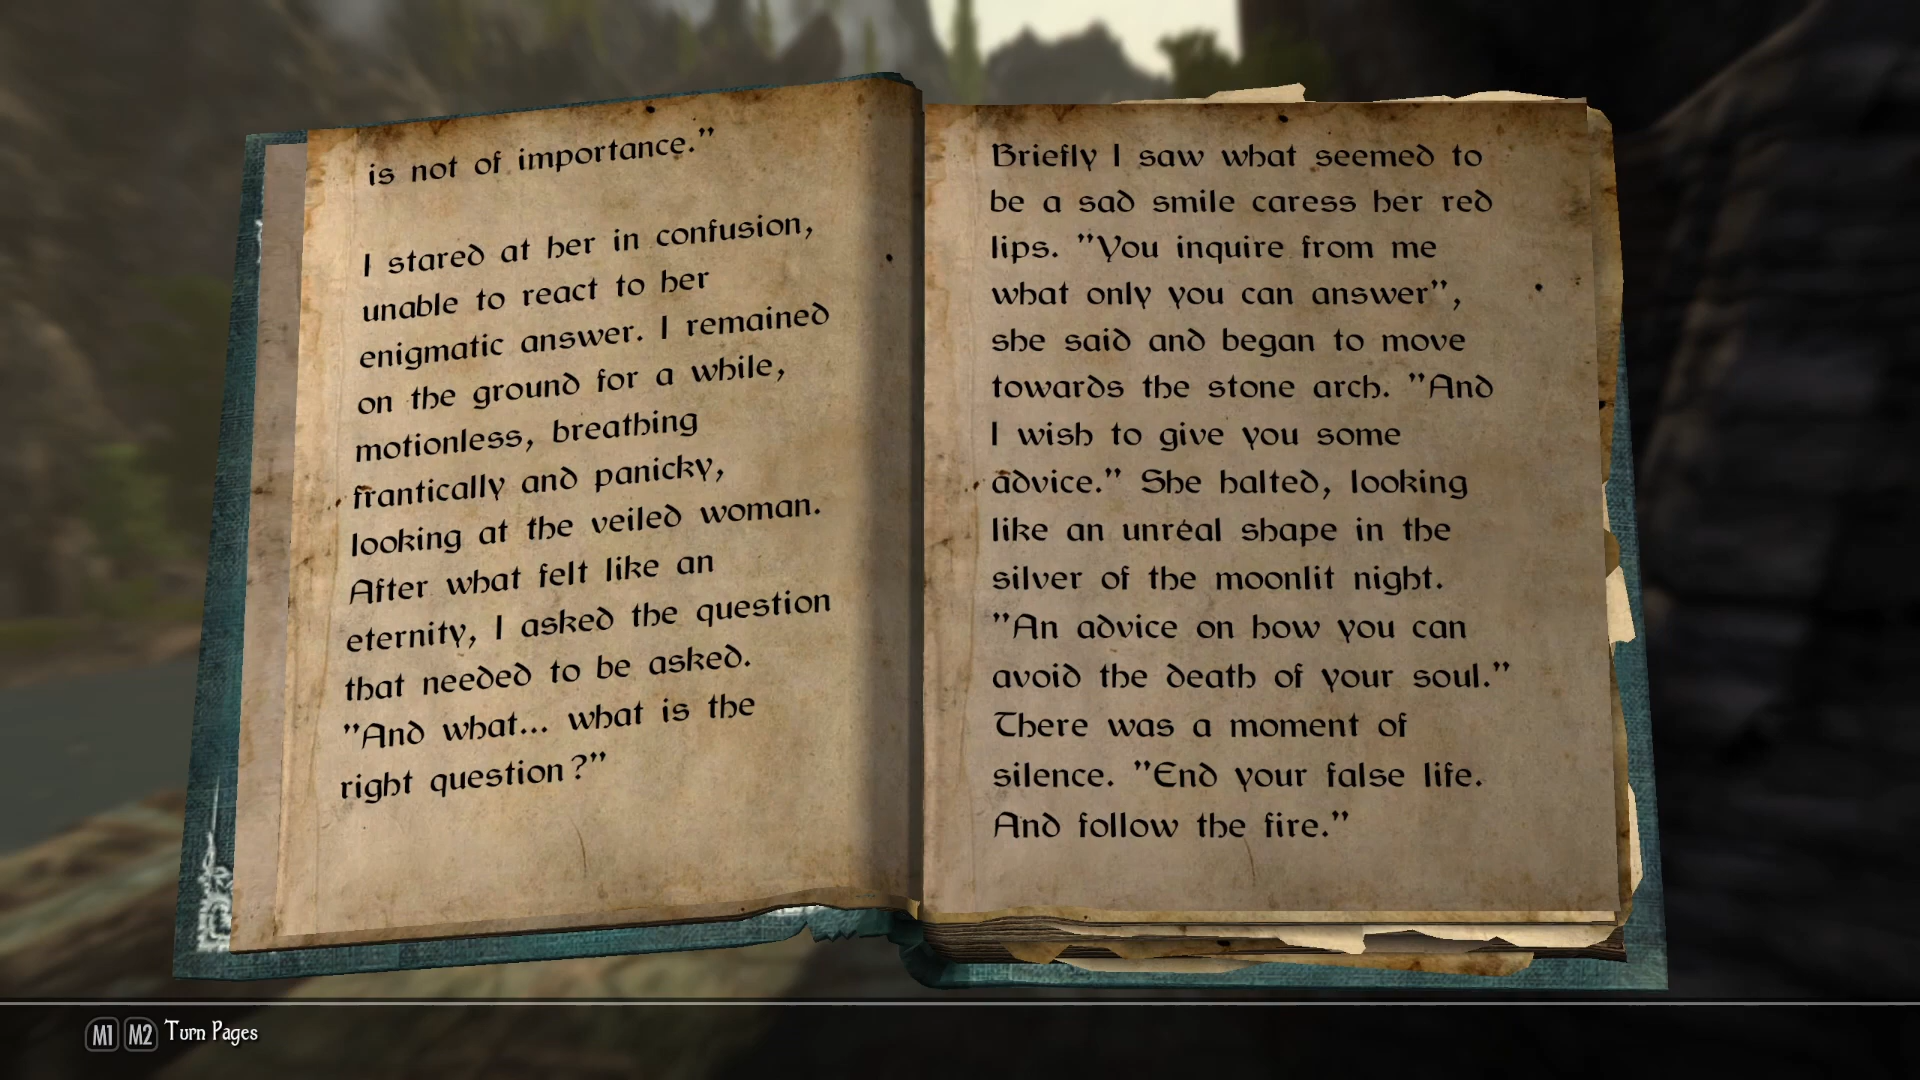 is not of importance."
I stared at her in confusion,
unable to react to her
enigmatic answer. I remained
on the ground for a while,
motionless, breathing
frantically and panicky,
looking at the veiled woman.
After what felt like an
eternity, I asked the question
that needed to be asked.
"And what... what is the
right question?"
Briefly I saw what seemed to
be a sad smile caress her red
lips. "You inquire from me
what only you can answer",
she said and began to move
towards the stone arch. "And
I wish to give you some
advice." She halted, looking
like an unreal shape in the
silver of the moonlit night.
"An advice on how you can
avoid the death of your soul."
There was a moment of
silence. "End your false life.
And follow the fire."
M1 M2 Turn Pages